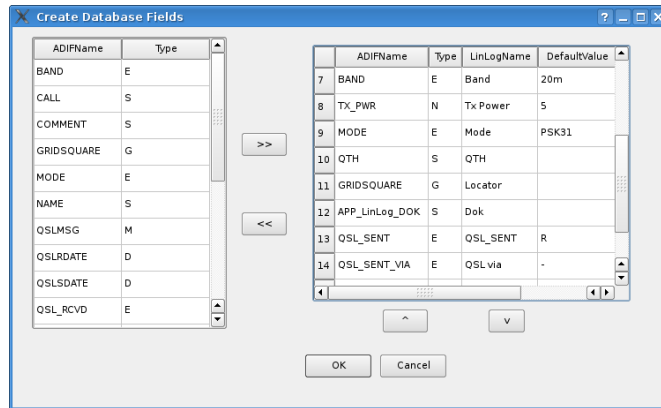 Create Database Fields
ADIFName Type
BAND E
CALL S
COMMENT S
GRIDSQUARE G
MODE E
NAME S
QSLMSG M
QSLRDATE D
QSLSDATE D
QSL_RCVD E
>>
<<
ADIFName Type LinLogName DefaultValue
7 BAND E Band 20m
8 TX_PWR N Tx Power 5
9 MODE E Mode PSK31
10 QTH S QTH
11 GRIDSQUARE G Locator
12 APP_LinLog_DOK S Dok
13 QSL_SENT E QSL_SENT R
14 QSL_SENT_VIA E QSL via -
^ v
OK Cancel